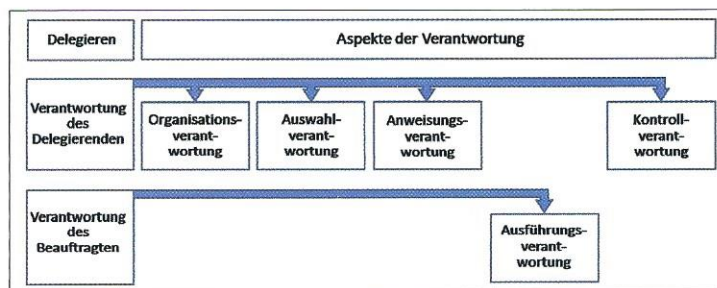 Delegieren
Aspekte der Verantwortung
Verantwortung
des
Delegierenden
Organisations-
verant-
wortung
Auswahl-
verant-
wortung
Anweisungs-
verant-
wortung
Kontroll-
verant-
wortung
Verantwortung
des
Beauftragten
Ausführungs-
verant-
wortung